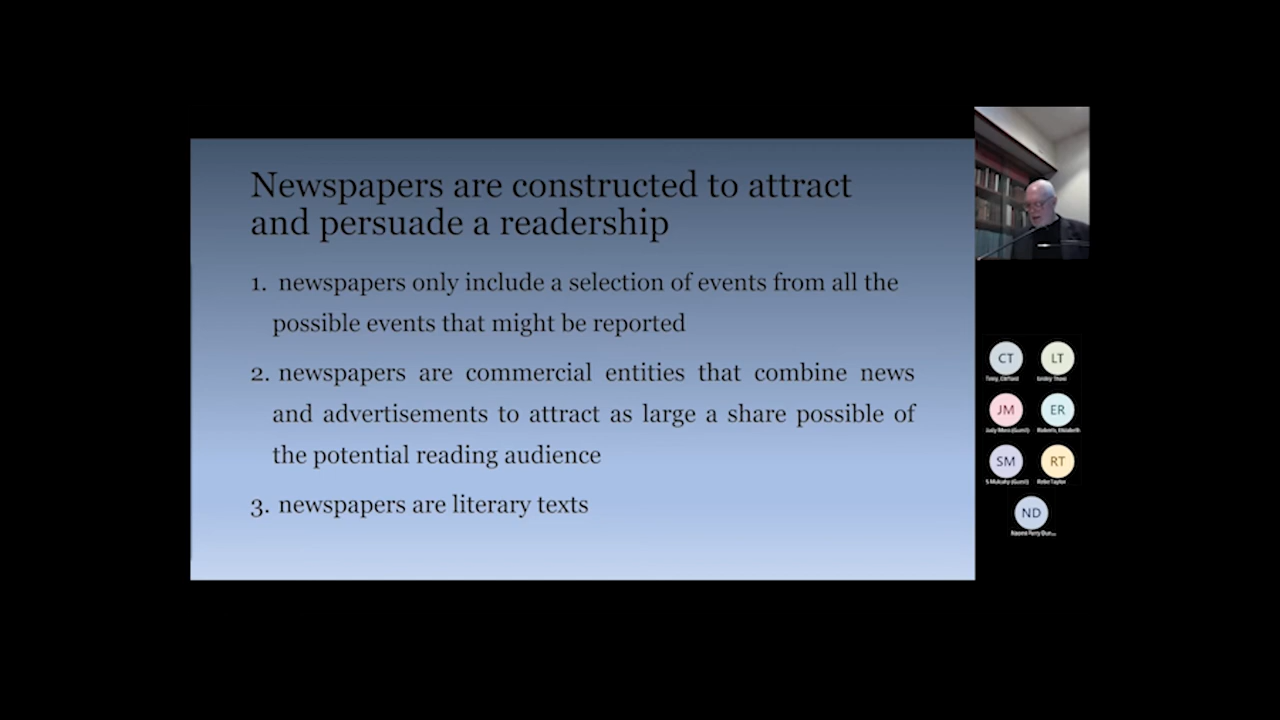 Newspapers are constructed to attract
and persuade a readership
1. newspapers only include a selection of events from all the
possible events that might be reported
2. newspapers are commercial entities that combine news
and advertisements to attract as large a share possible of
the potential reading audience
3. newspapers are literary texts
CT
LT
JM
ER
Roberts, Elizabeth
SM
RT
ND